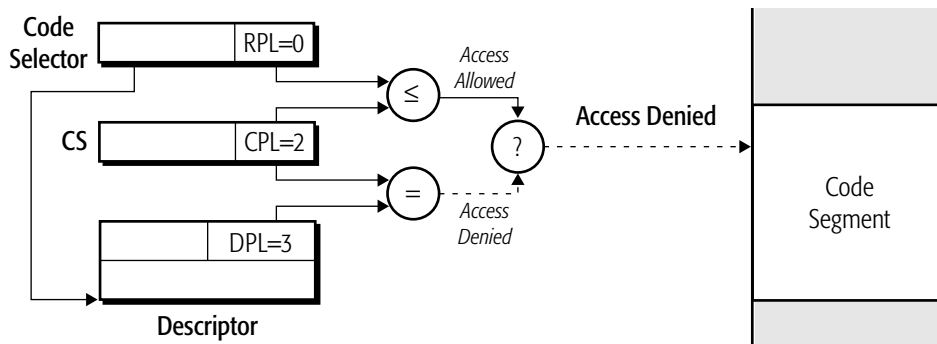 Code
Selector
RPL=0
Access
Allowed
≤
CS
CPL=2
?
Access Denied
=
Access
Denied
Code
Segment
DPL=3
Descriptor